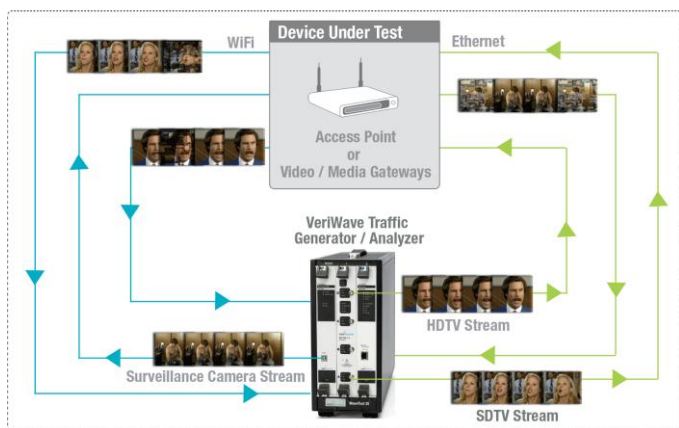 WiFi
Device Under Test
Ethernet
Access Point
or
Video / Media Gateways
VeriWave Traffic
Generator / Analyzer
HDTV Stream
Surveillance Camera Stream
SDTV Stream